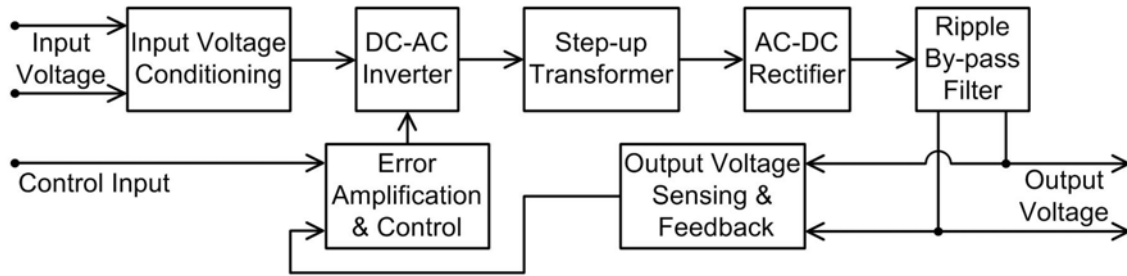 Input
Voltage
Input Voltage
Conditioning
DC-AC
Inverter
Step-up
Transformer
AC-DC
Rectifier
Ripple
By-pass
Filter
Control Input
Error
Amplification
& Control
Output Voltage
Sensing &
Feedback
Output
Voltage